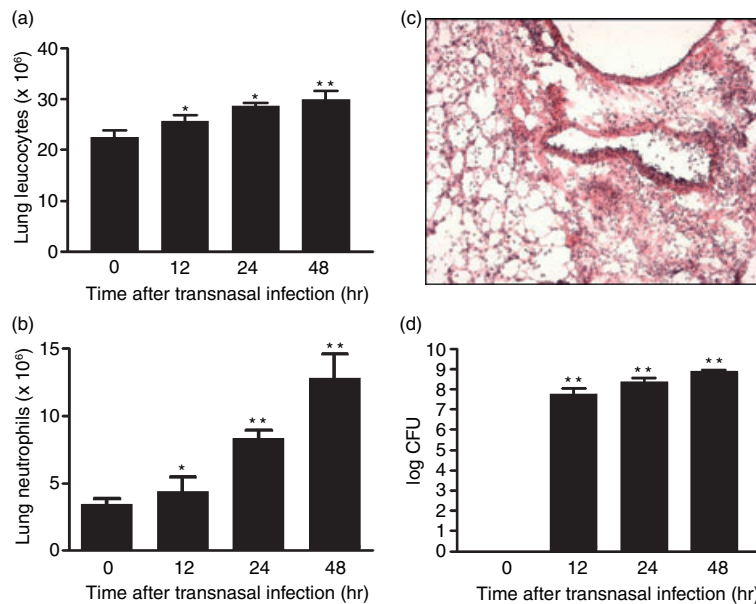 (a)
Lung leucocytes (x 10⁶)
40
30
20
10
0
* * **
0 12 24 48
Time after transnasal infection (hr)
(b)
Lung neutrophils (x 10⁶)
15
10
5
0
* ** **
0 12 24 48
Time after transnasal infection (hr)
(c)
(d)
log CFU
10
9
8
7
6
5
4
3
2
1
0
** ** **
0 12 24 48
Time after transnasal infection (hr)